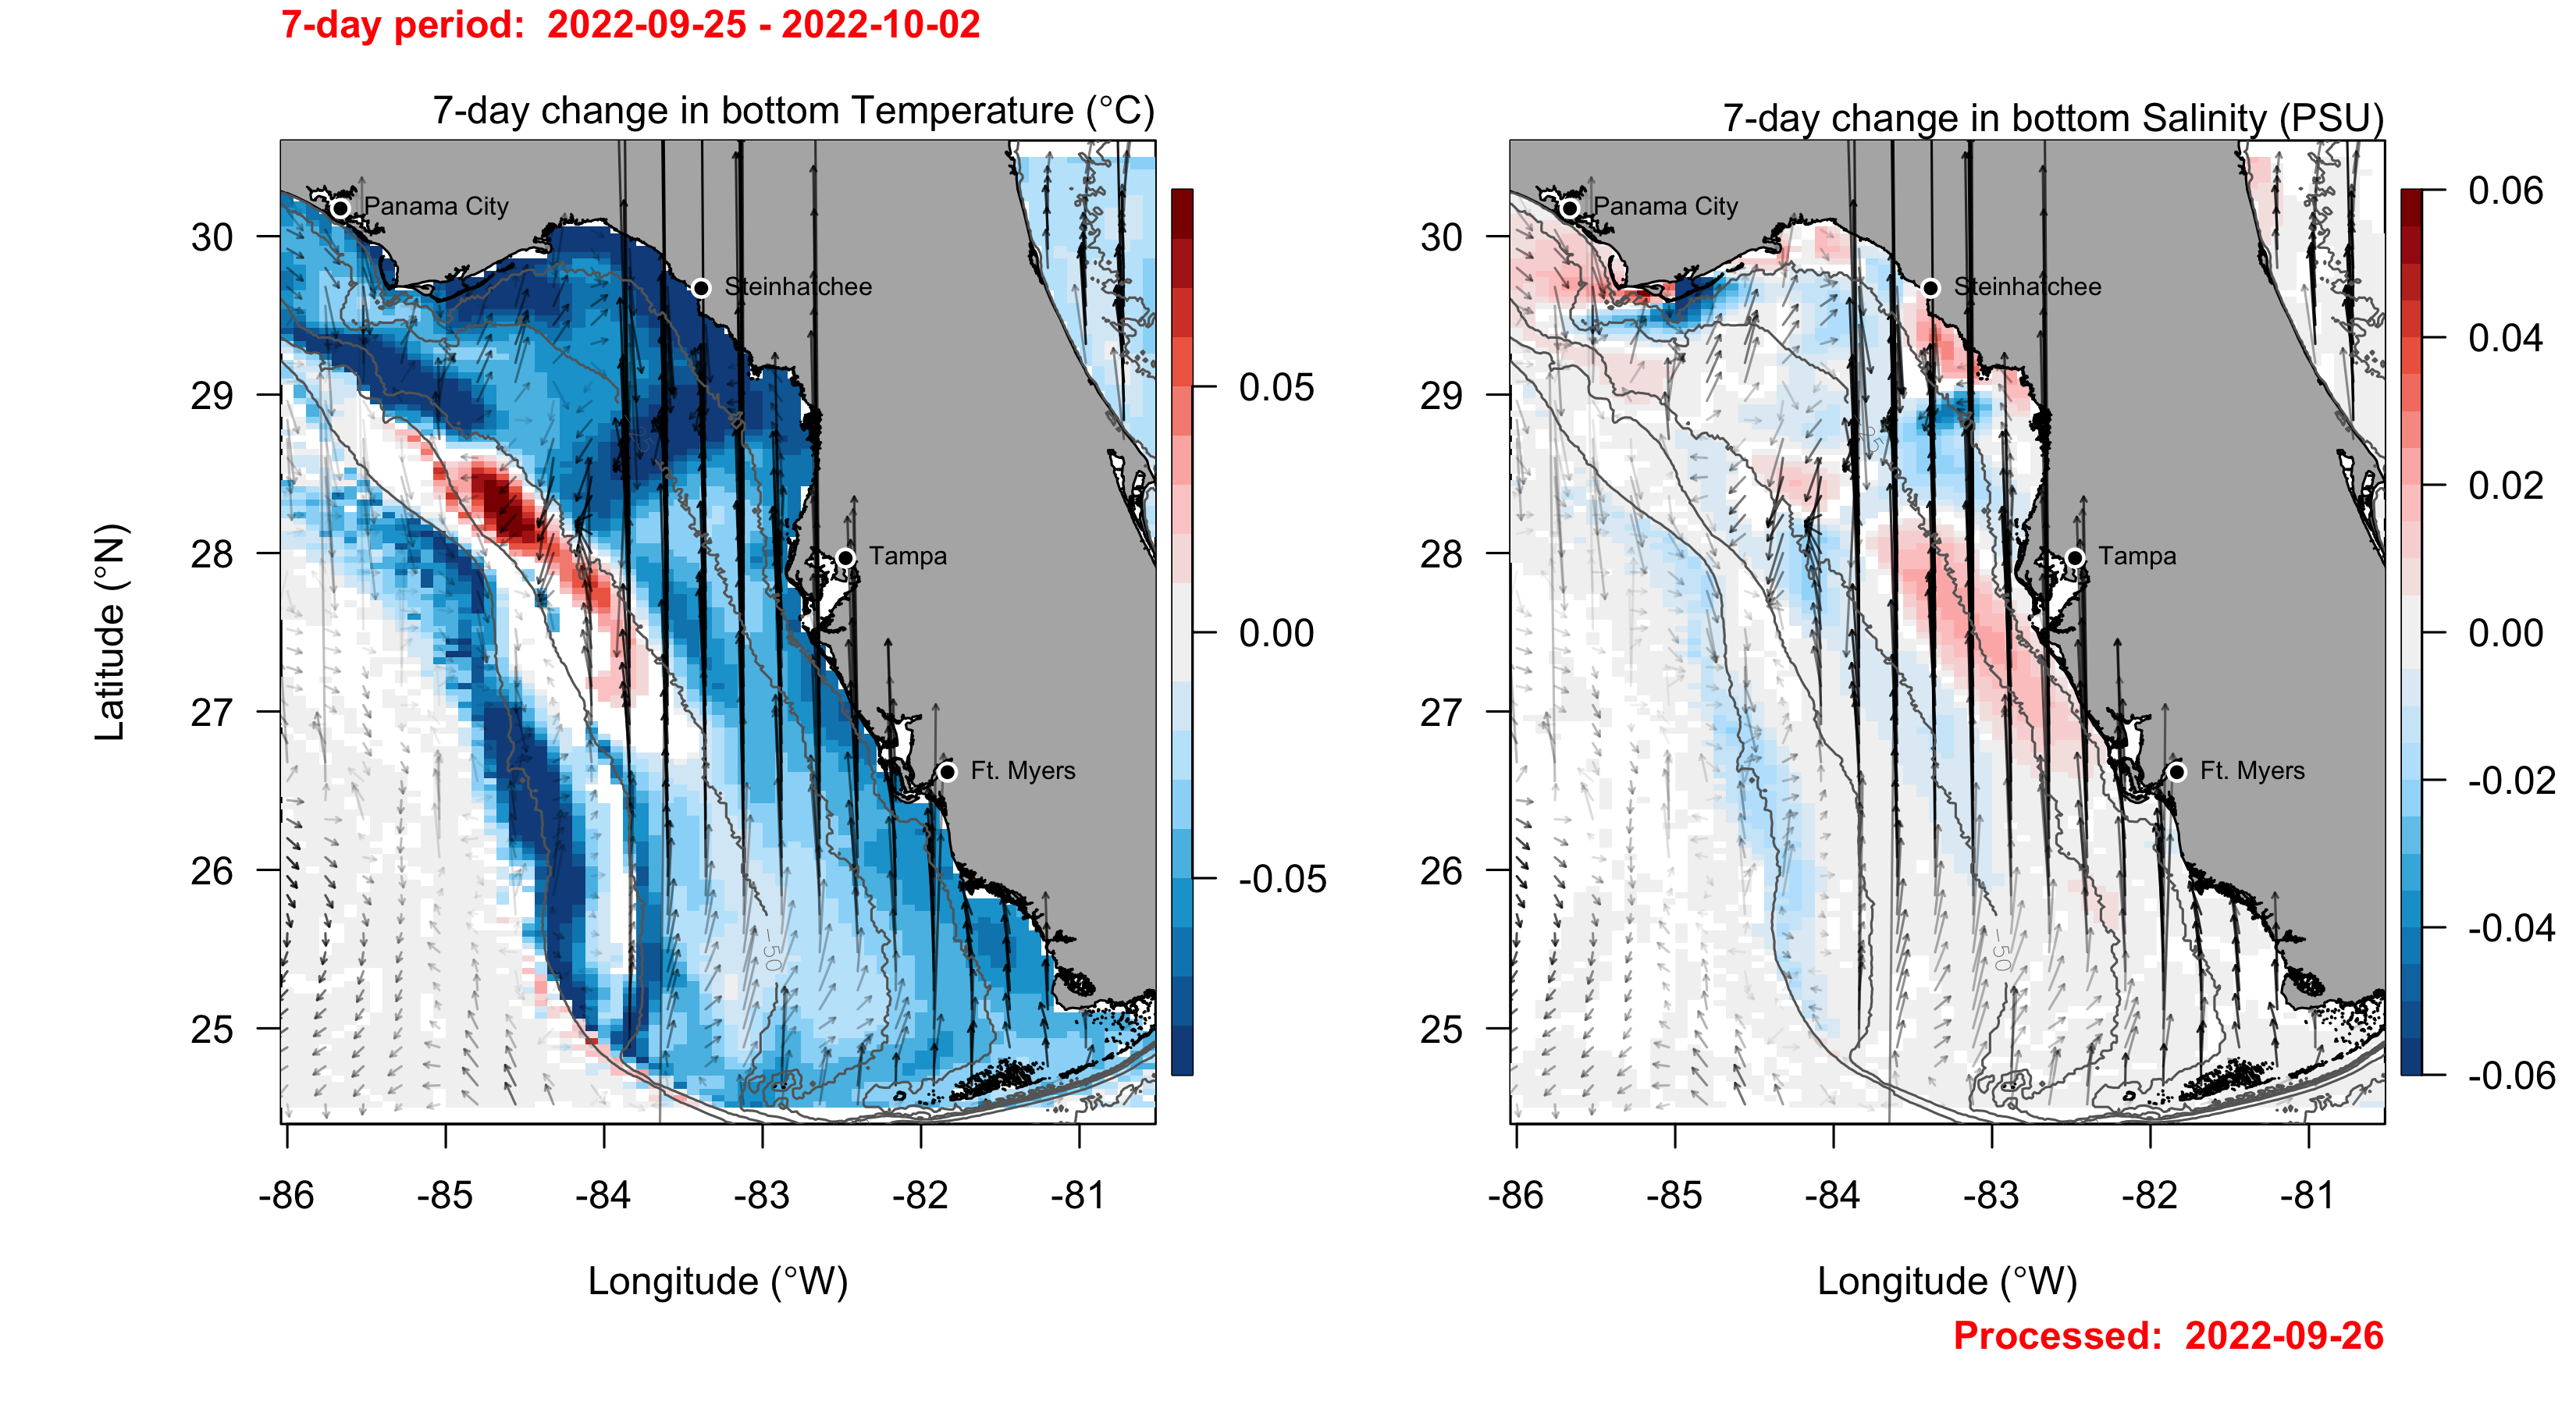 7-day period:  2022-09-25 - 2022-10-02
7-day change in bottom Temperature (°C)
7-day change in bottom Salinity (PSU)
Panama City
Steinhatchee
Tampa
Ft. Myers
-50
Latitude (°N)
30
29
28
27
26
25
-86
-85
-84
-83
-82
-81
Longitude (°W)
0.05
0.00
-0.05
Panama City
Steinhatchee
Tampa
Ft. Myers
-50
30
29
28
27
26
25
-86
-85
-84
-83
-82
-81
Longitude (°W)
0.06
0.04
0.02
0.00
-0.02
-0.04
-0.06
Processed:  2022-09-26